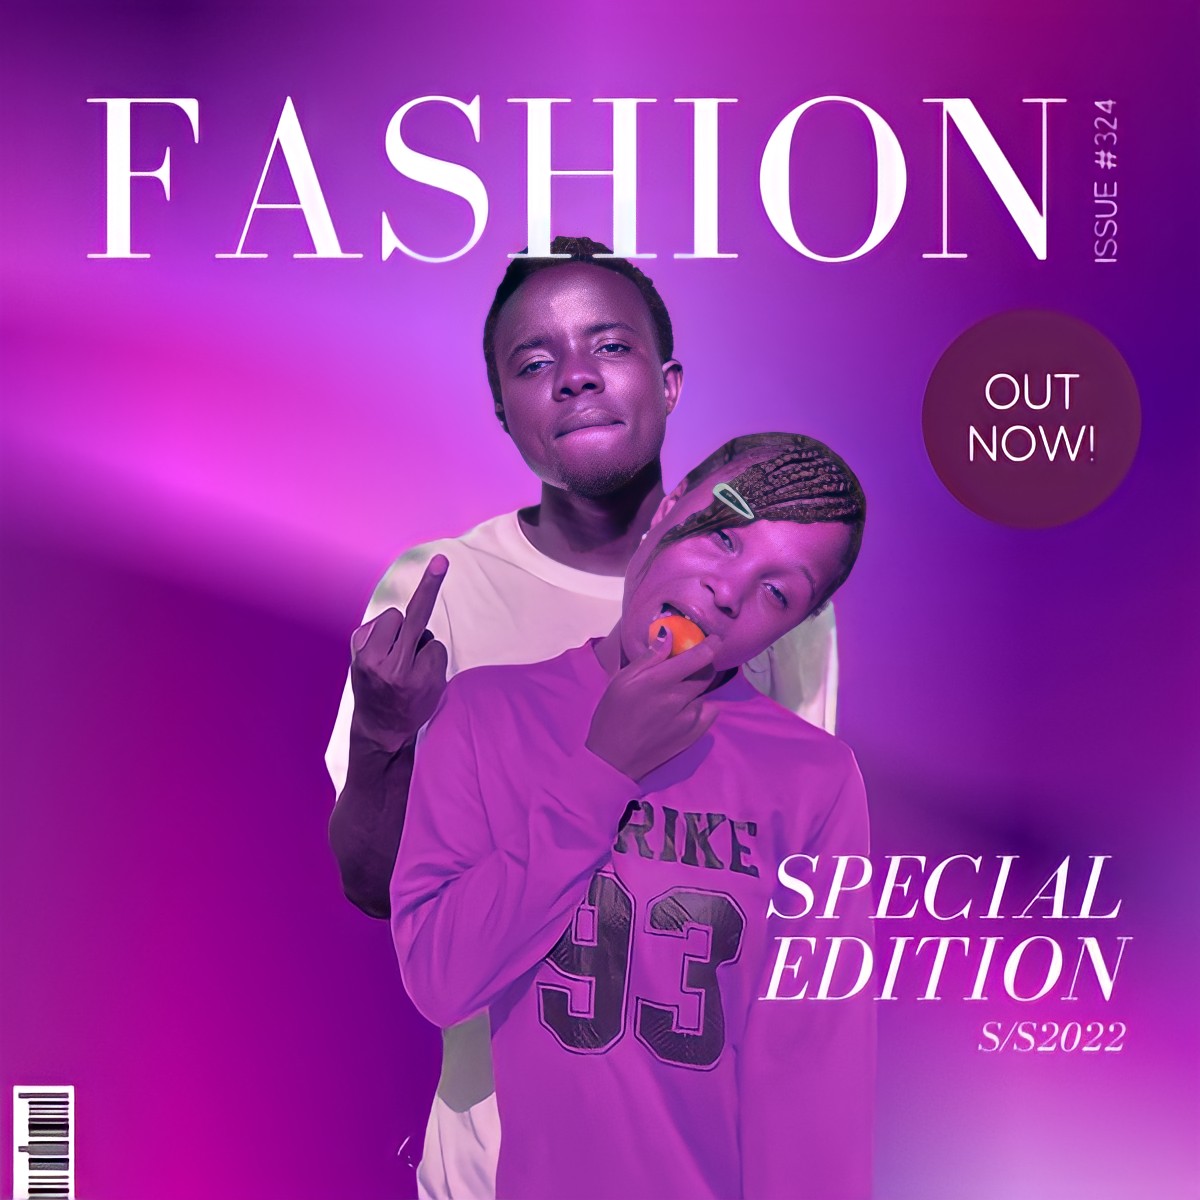 FASHION
ISSUE #324
OUT
NOW!
RIKE
93
SPECIAL
EDITION
S/S2022